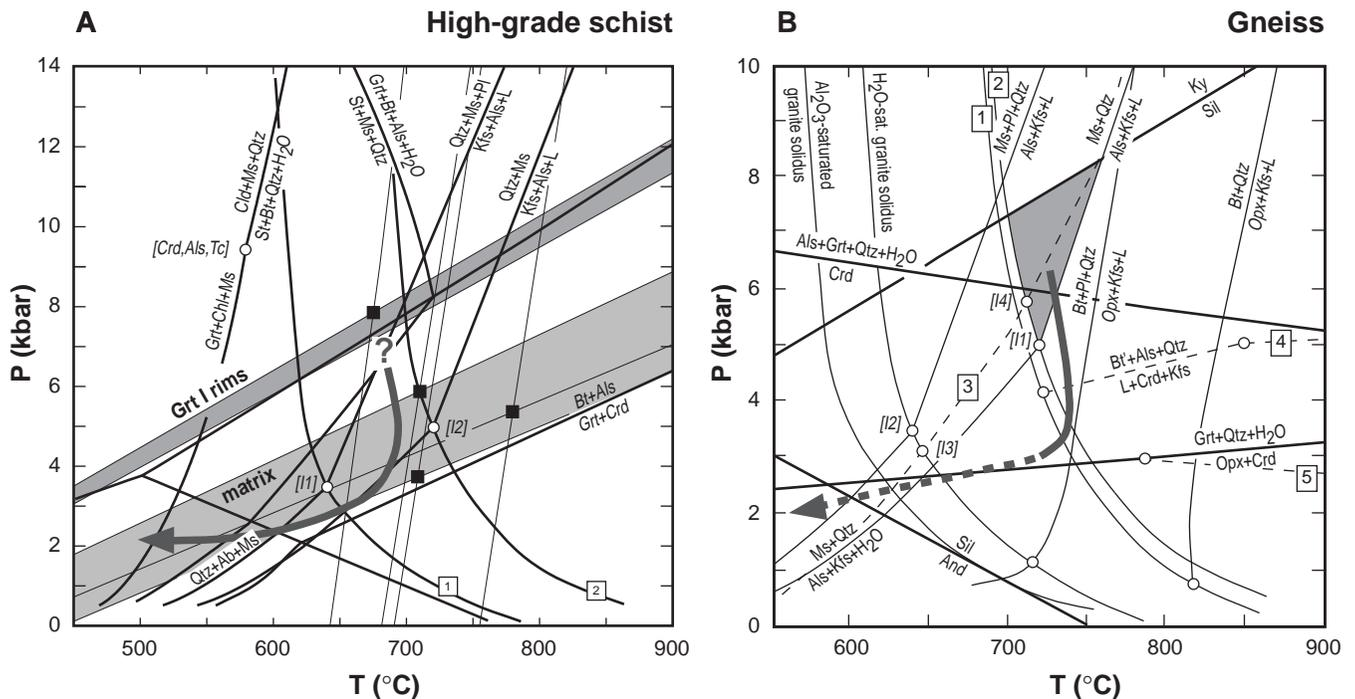 A
High-grade schist
P (kbar)
14
12
10
8
6
4
2
0
500
600
700
800
900
T (°C)
Cld+Ms+Qtz
St+Bt+Qtz+H2O
[Crd,Als,Tc]
Grt+Chl+Ms
St+Ms+Qtz
Grt+Bt+Als+H2O
Qtz+Ms+Pl
Kfs+Als+L
Qtz+Ms
Kfs+Als+L
Grt I rims
?
matrix
Bt+Als
Grt+Crd
[I1]
[I2]
Qtz+Ab+Ms
1
2
B
Gneiss
P (kbar)
10
8
6
4
2
0
600
700
800
900
T (°C)
Al2O3-saturated
granite solidus
H2O-sat. granite solidus
1
2
Ms+Pl+Qtz
Als+Kfs+L
Ms+Qtz
Als+Kfs+L
Ky
Sil
Bt+Qtz
Opx+Kfs+L
Als+Grt+Qtz+H2O
Crd
Bt+Pl+Qtz
Opx+Kfs+L
[I4]
[I1]
3
Bt'+Als+Qtz
L+Crd+Kfs
4
[I2]
[I3]
Grt+Qtz+H2O
Opx+Crd
5
Ms+Qtz
Als+Kfs+H2O
Sil
And